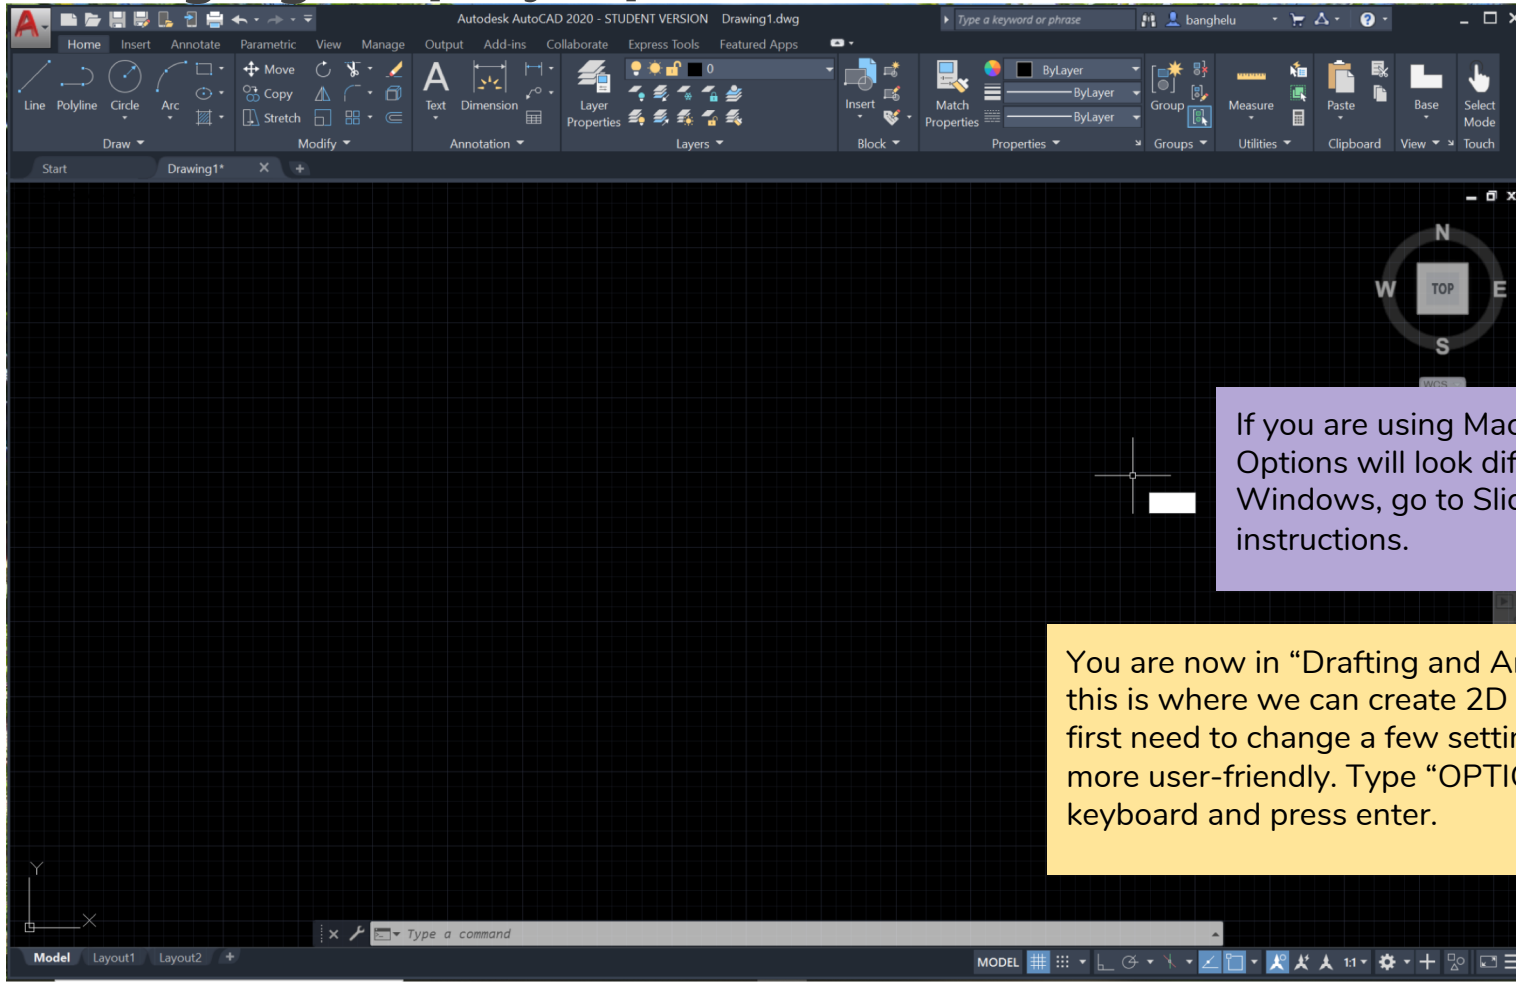 Autodesk AutoCAD 2020 - STUDENT VERSION Drawing1.dwg
Type a keyword or phrase
banghelu
Home Insert Annotate Parametric View Manage Output Add-ins Collaborate Express Tools Featured Apps
Line Polyline Circle Arc
Move
Copy
Stretch
Text Dimension
Layer Properties
0
Insert
Match Properties
ByLayer
ByLayer
ByLayer
Group
Measure
Paste
Base
Select Mode
Draw Modify Annotation Layers Block Properties Groups Utilities Clipboard View Touch
Start Drawing1* +
N
W TOP E
S
WCS
If you are using Mac
Options will look
Windows, go to
instructions.
You are now in “Drafting and
this is where we can create 2D
first need to change a few
more user-friendly. Type
keyboard and press enter.
Y
X
Type a command
Model Layout1 Layout2 +
MODEL 1:1